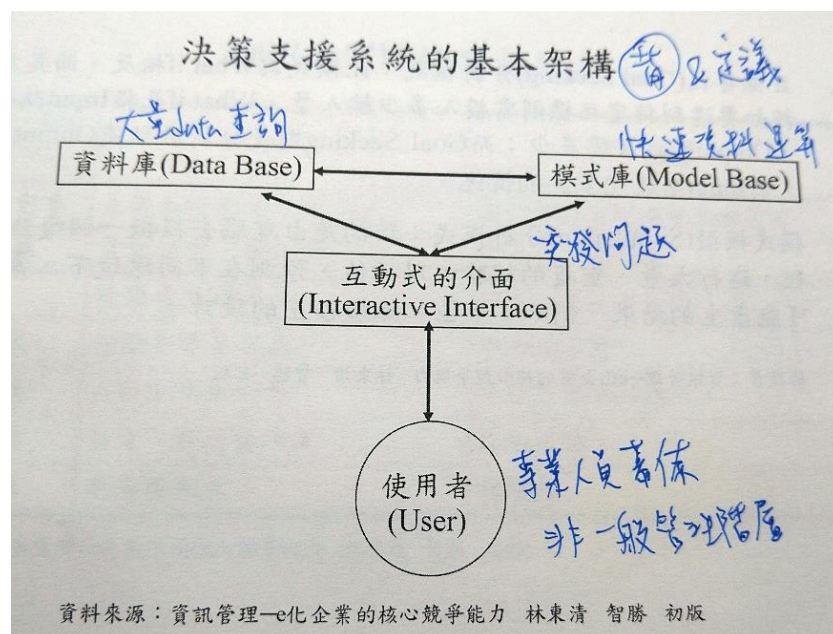 決策支援系統的基本架構 背 & 定議
大量data查詢
快速資料運算
資料庫(Data Base)
模式庫(Model Base)
突發問題
互動式的介面
(Interactive Interface)
使用者
(User)
專業人員 群体
非一般管理階層
資料來源：資訊管理—e化企業的核心競爭能力 林東清 智勝 初版